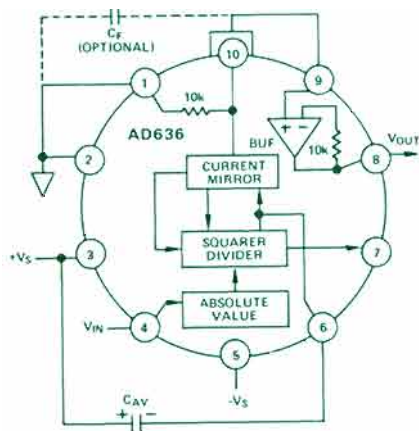 CF
(OPTIONAL)
10
1
9
10k
AD636
BUF
+ -
10k
VOUT
2
8
CURRENT
MIRROR
+VS
3
SQUARER
DIVIDER
7
VIN
4
ABSOLUTE
VALUE
6
5
CAV
+ -
-VS